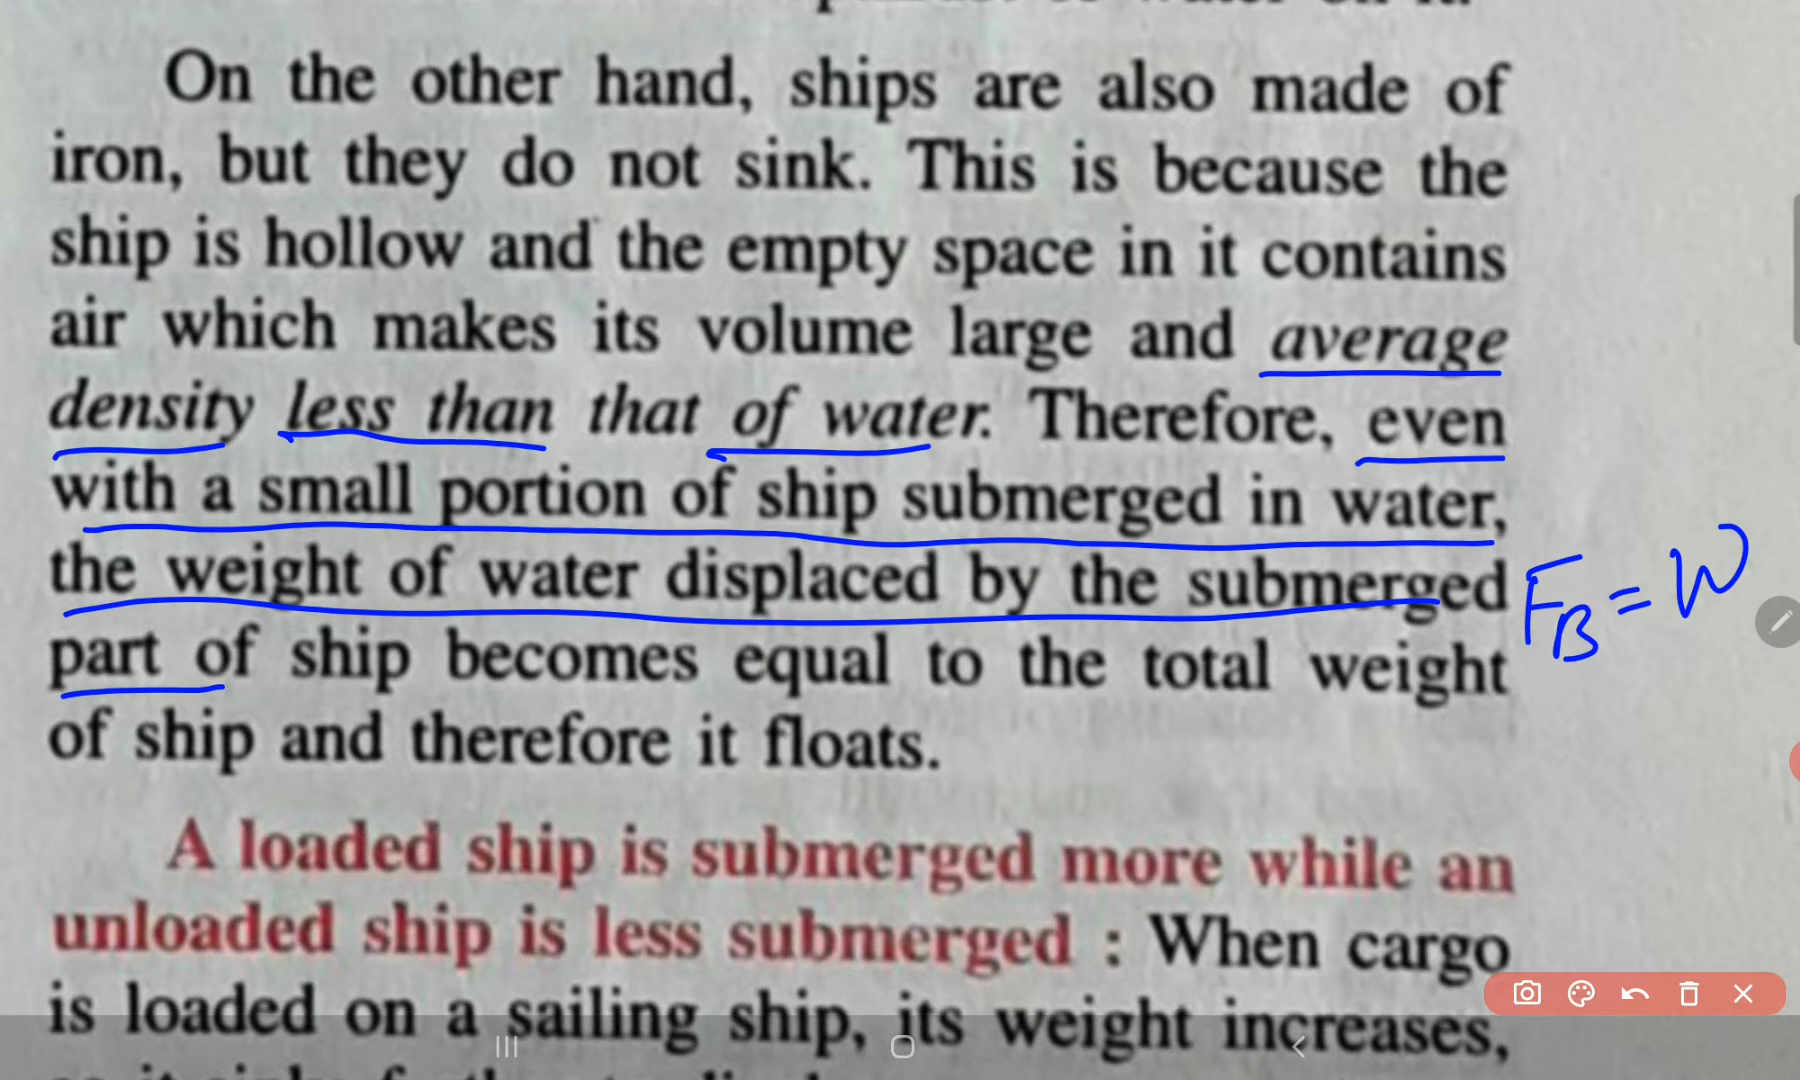 On the other hand, ships are also made of
iron, but they do not sink. This is because the
ship is hollow and the empty space in it contains
air which makes its volume large and average
density less than that of water. Therefore, even
with a small portion of ship submerged in water,
the weight of water displaced by the submerged
part of ship becomes equal to the total weight
of ship and therefore it floats.
F_B = W
A loaded ship is submerged more while an
unloaded ship is less submerged : When cargo
is loaded on a sailing ship, its weight increases,